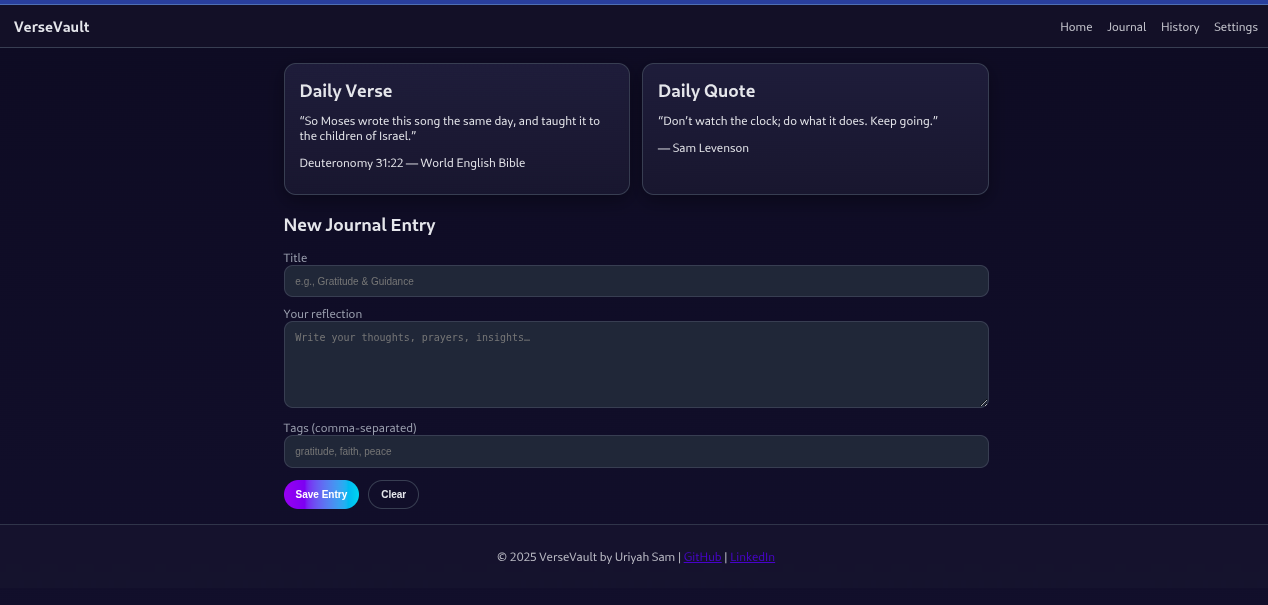 VerseVault
Home Journal History Settings
Daily Verse
“So Moses wrote this song the same day, and taught it to
the children of Israel.”
Deuteronomy 31:22 — World English Bible
Daily Quote
“Don’t watch the clock; do what it does. Keep going.”
— Sam Levenson
New Journal Entry
Title
e.g., Gratitude & Guidance
Your reflection
Write your thoughts, prayers, insights…
Tags (comma-separated)
gratitude, faith, peace
Save Entry Clear
© 2025 VerseVault by Uriyah Sam | GitHub | LinkedIn